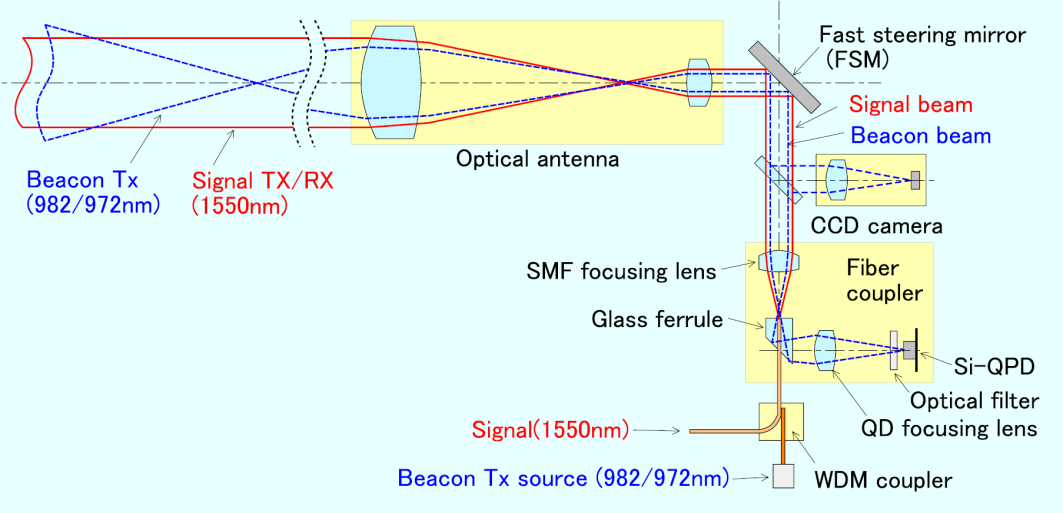 Fast steering mirror
(FSM)
Signal beam
Beacon beam
Optical antenna
Beacon Tx
(982/972nm)
Signal TX/RX
(1550nm)
CCD camera
SMF focusing lens
Fiber
coupler
Glass ferrule
Si-QPD
Optical filter
QD focusing lens
Signal(1550nm)
Beacon Tx source (982/972nm)
WDM coupler